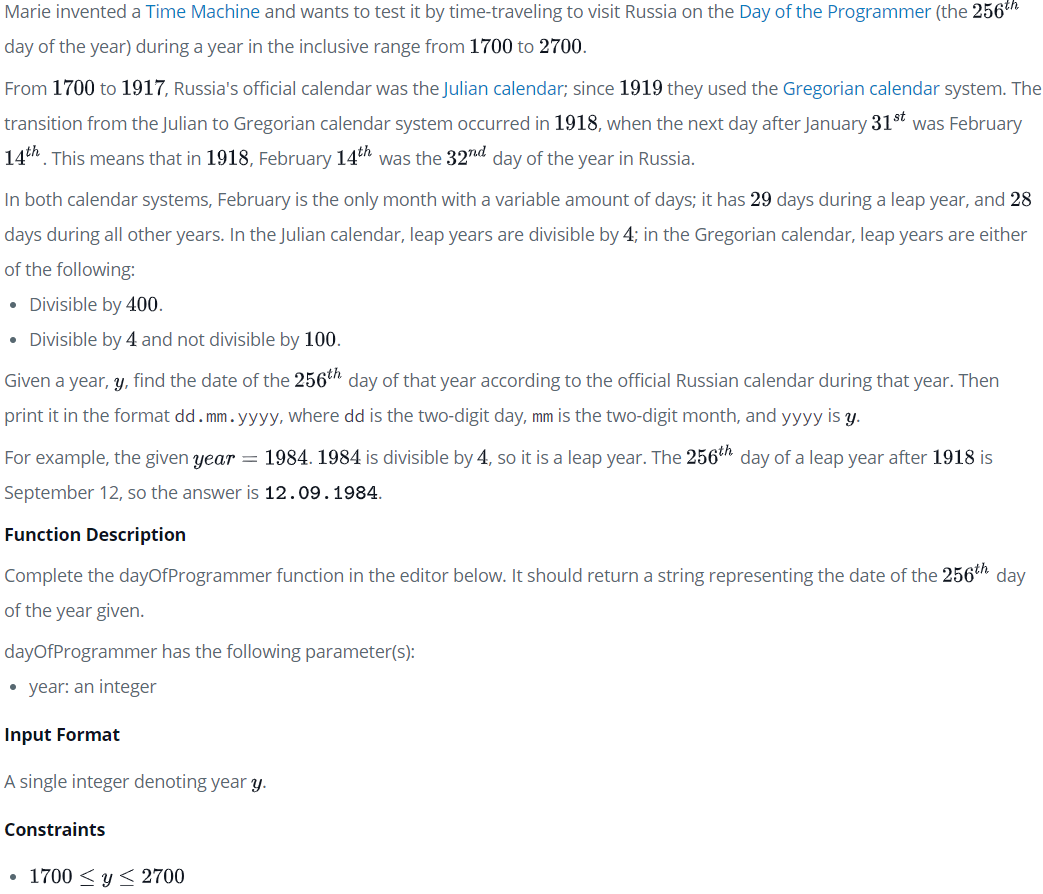 Marie invented a Time Machine and wants to test it by time-traveling to visit Russia on the Day of the Programmer (the 256th
day of the year) during a year in the inclusive range from 1700 to 2700.
From 1700 to 1917, Russia's official calendar was the Julian calendar; since 1919 they used the Gregorian calendar system. The
transition from the Julian to Gregorian calendar system occurred in 1918, when the next day after January 31st was February
14th. This means that in 1918, February 14th was the 32nd day of the year in Russia.
In both calendar systems, February is the only month with a variable amount of days; it has 29 days during a leap year, and 28
days during all other years. In the Julian calendar, leap years are divisible by 4; in the Gregorian calendar, leap years are either
of the following:
• Divisible by 400.
• Divisible by 4 and not divisible by 100.
Given a year, y, find the date of the 256th day of that year according to the official Russian calendar during that year. Then
print it in the format dd.mm.yyyy, where dd is the two-digit day, mm is the two-digit month, and yyyy is y.
For example, the given year = 1984. 1984 is divisible by 4, so it is a leap year. The 256th day of a leap year after 1918 is
September 12, so the answer is 12.09.1984.
Function Description
Complete the dayOfProgrammer function in the editor below. It should return a string representing the date of the 256th day
of the year given.
dayOfProgrammer has the following parameter(s):
• year: an integer
Input Format
A single integer denoting year y.
Constraints
• 1700 ≤ y ≤ 2700